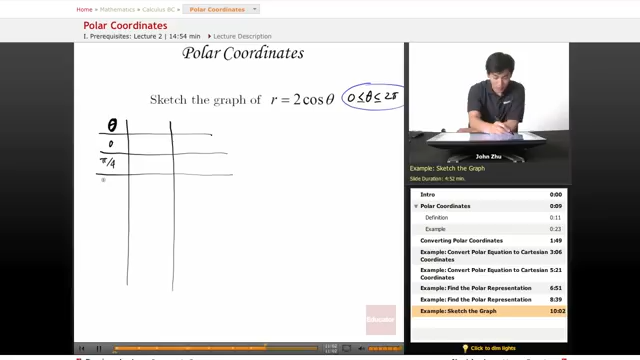 Home > Mathematics > Calculus BC > Polar Coordinates
Polar Coordinates
I. Prerequisites: Lecture 2 | 14:54 min ▶ Lecture Description
Polar Coordinates
Sketch the graph of r = 2 cos θ 0 ≤ θ ≤ 2π
θ
0
π/4
Educator
John Zhu
Example: Sketch the Graph
Slide Duration: 4:52 min.
Intro 0:00
Polar Coordinates 0:09
Definition 0:11
Example 0:23
Converting Polar Coordinates 1:49
Example: Convert Polar Equation to Cartesian Coordinates 3:06
Example: Convert Polar Equation to Cartesian Coordinates 5:21
Example: Find the Polar Representation 6:51
Example: Find the Polar Representation 8:39
Example: Sketch the Graph 10:02
Click to dim lights